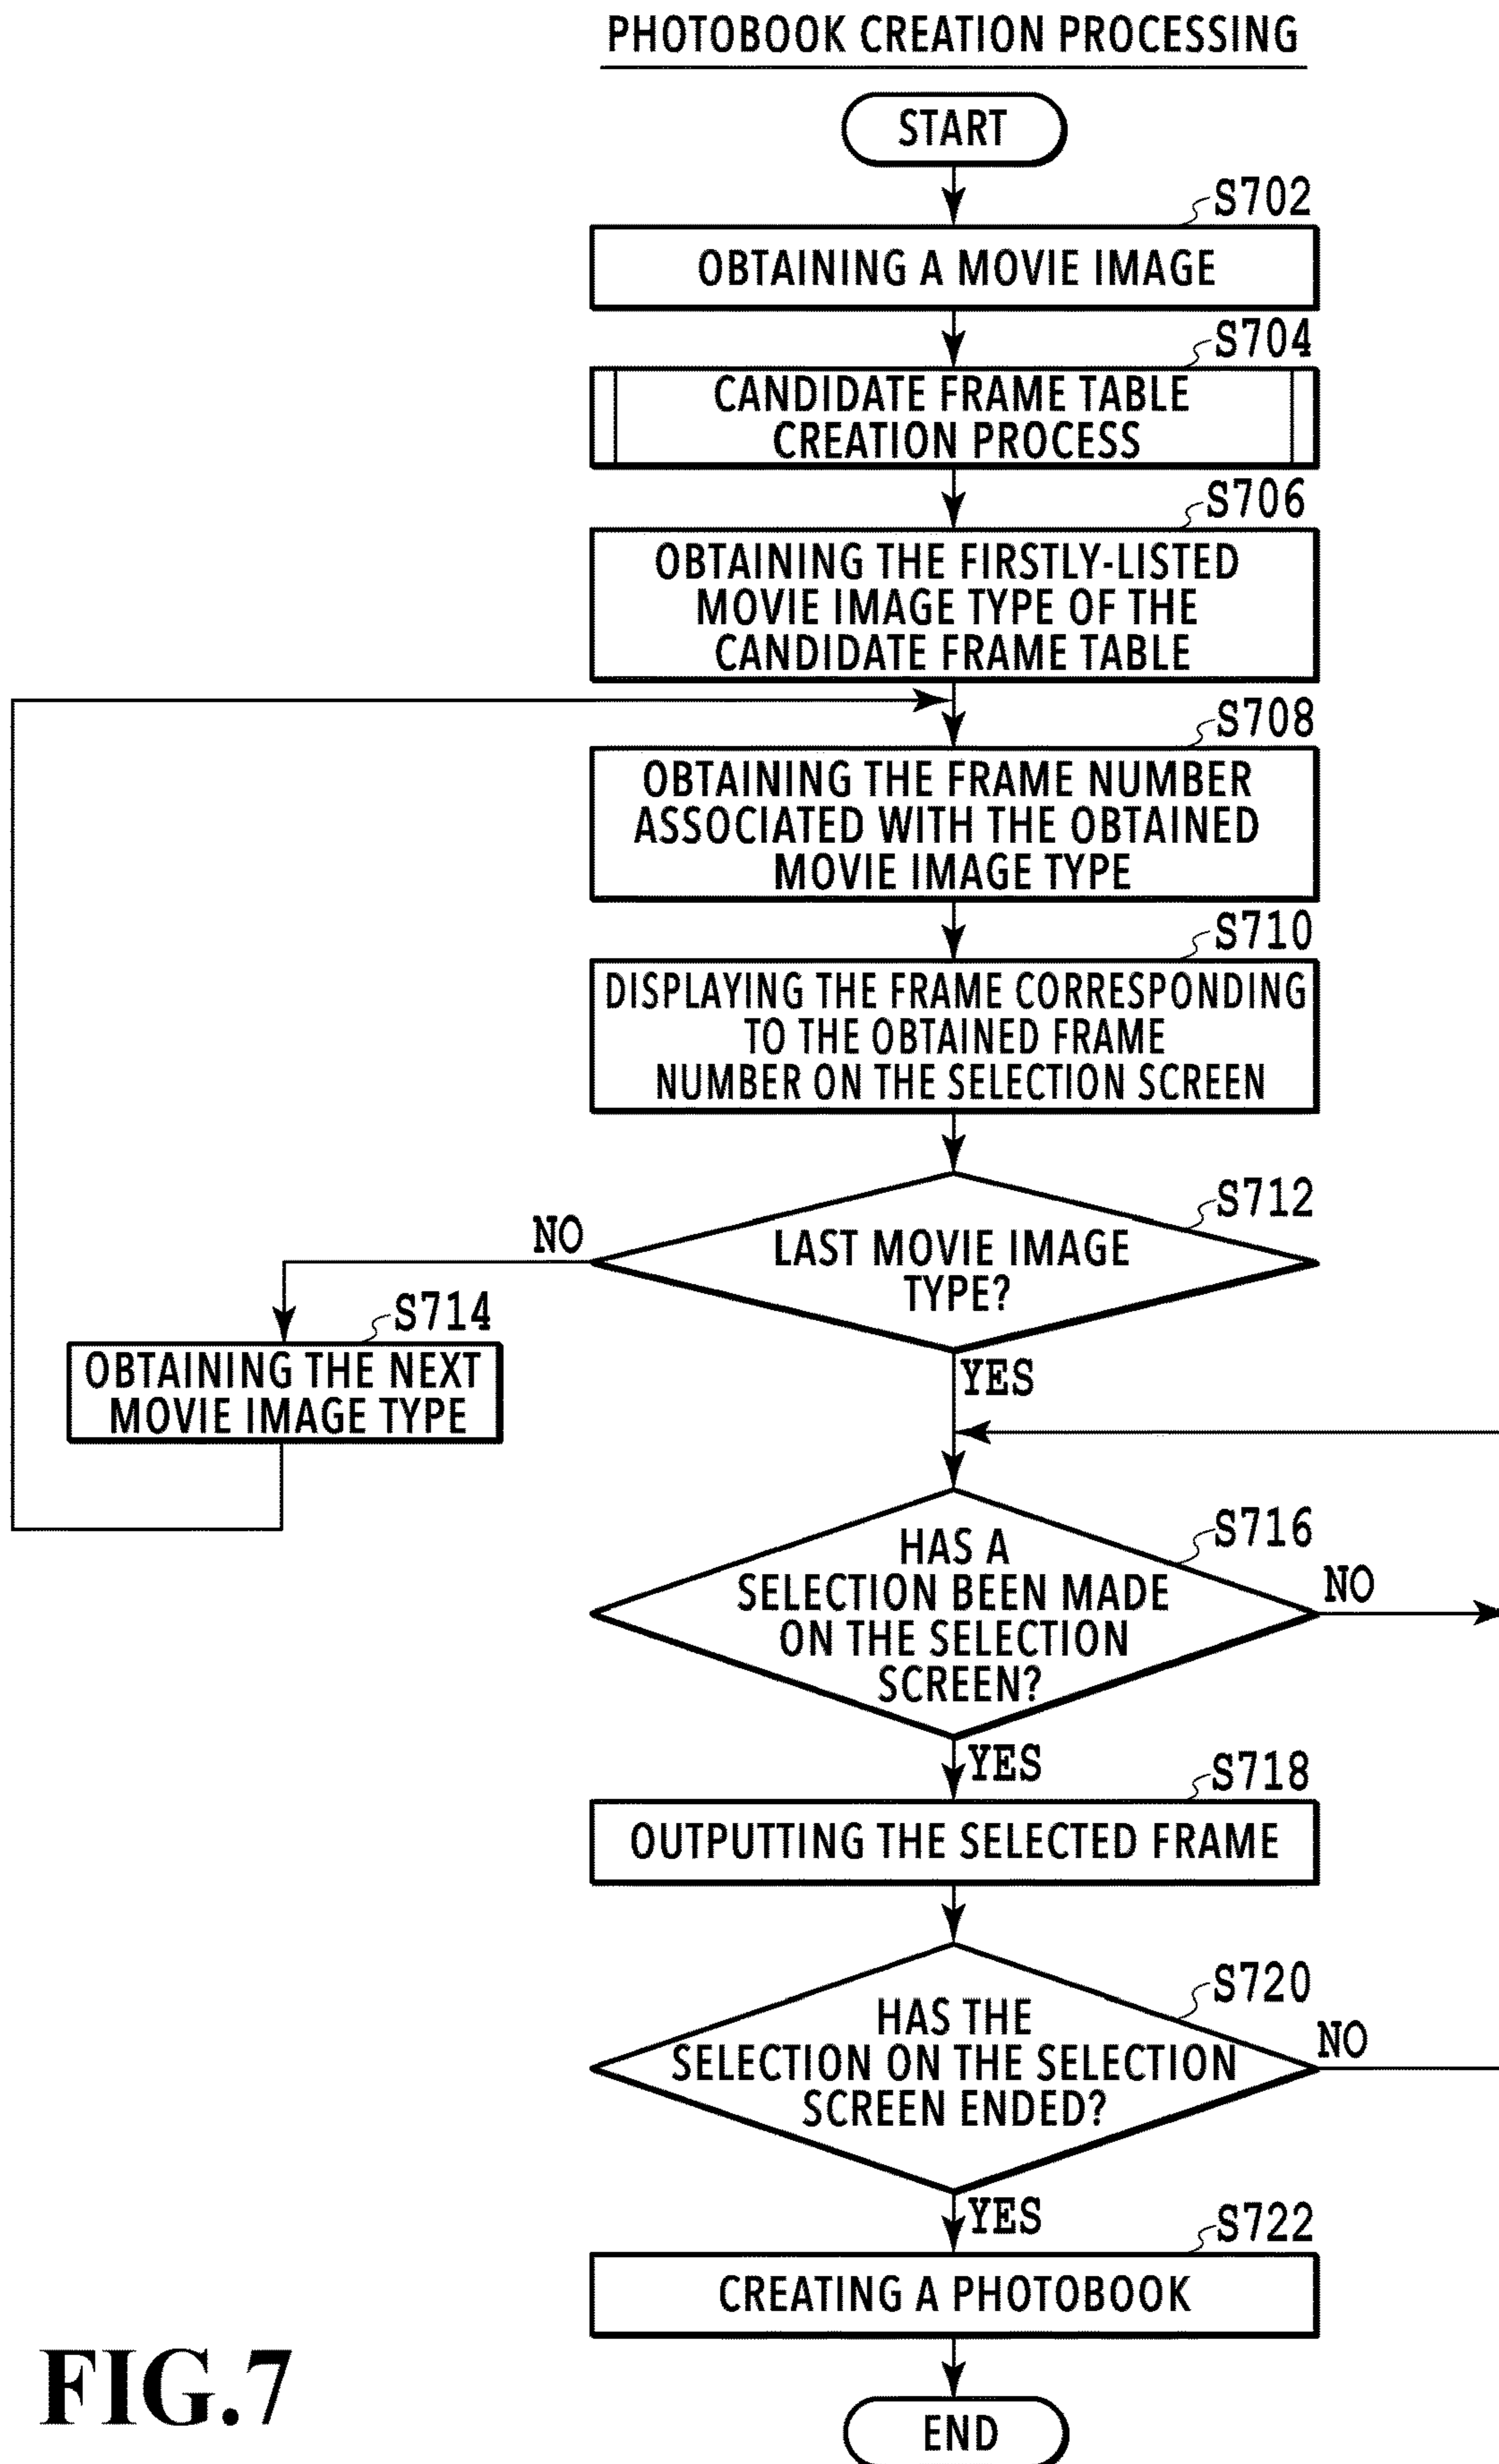 PHOTOBOOK CREATION PROCESSING
START
S702
OBTAINING A MOVIE IMAGE
S704
CANDIDATE FRAME TABLE
CREATION PROCESS
S706
OBTAINING THE FIRSTLY-LISTED
MOVIE IMAGE TYPE OF THE
CANDIDATE FRAME TABLE
S708
OBTAINING THE FRAME NUMBER
ASSOCIATED WITH THE OBTAINED
MOVIE IMAGE TYPE
S710
DISPLAYING THE FRAME CORRESPONDING
TO THE OBTAINED FRAME
NUMBER ON THE SELECTION SCREEN
S712
NO
LAST MOVIE IMAGE
TYPE?
S714
OBTAINING THE NEXT
MOVIE IMAGE TYPE
YES
S716
HAS A
SELECTION BEEN MADE
ON THE SELECTION
SCREEN?
NO
YES
S718
OUTPUTTING THE SELECTED FRAME
S720
HAS THE
SELECTION ON THE SELECTION
SCREEN ENDED?
NO
YES
S722
CREATING A PHOTOBOOK
END
FIG.7